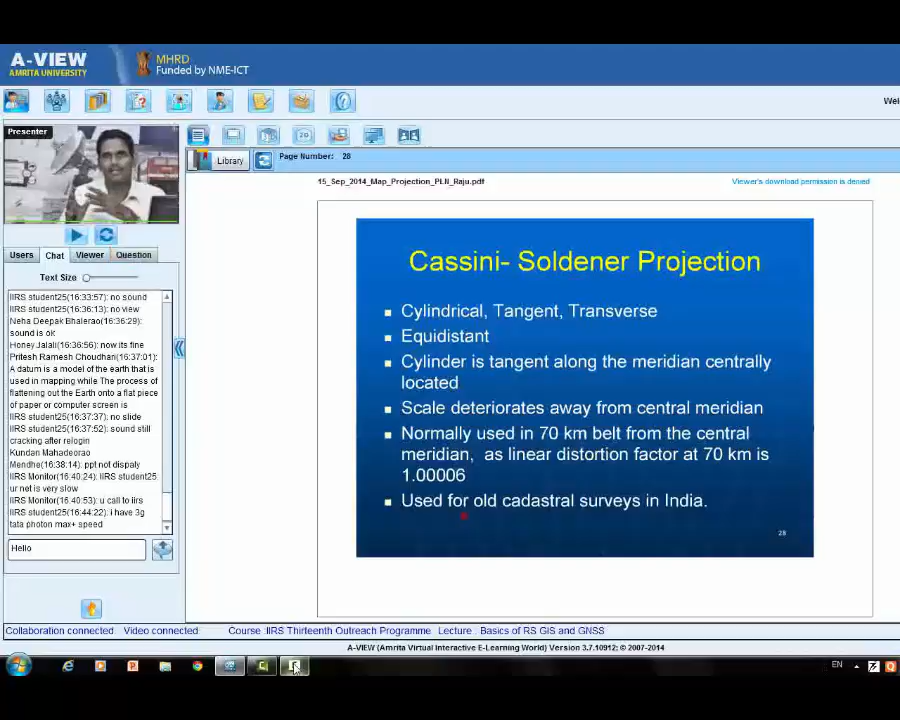 A-VIEW
AMRITA UNIVERSITY
MHRD
Funded by NME-ICT
Wel
Presenter
Library
Page Number: 28
15_Sep_2014_Map_Projection_PLN_Raju.pdf
Viewer's download permission is denied
Users Chat Viewer Question
Text Size
IIRS student25(16:33:57): no sound
IIRS student25(16:36:13): no view
Neha Deepak Bhalerao(16:36:29):
sound is ok
Honey Jalali(16:36:56): now its fine
Pritesh Ramesh Choudhan(16:37:01):
A datum is a model of the earth that is
used in mapping while The process of
flattening out the Earth onto a flat piece
of paper or computer screen is
IIRS student25(16:37:37): no slide
IIRS student25(16:37:52): sound still
cracking after relogin
Kundan Mahadeorao
Mendhe(16:38:14): ppt not dispaly
IIRS Monitor(16:40:24): IIRS student25
ur net is very slow
IIRS Monitor(16:40:53): u call to iirs
IIRS student25(16:44:22): i have 3g
tata photon max+ speed
Hello
Cassini- Soldener Projection
Cylindrical, Tangent, Transverse
Equidistant
Cylinder is tangent along the meridian centrally
located
Scale deteriorates away from central meridian
Normally used in 70 km belt from the central
meridian, as linear distortion factor at 70 km is
1.00006
Used for old cadastral surveys in India.
28
Collaboration connected Video connected Course :IIRS Thirteenth Outreach Programme Lecture : Basics of RS GIS and GNSS
A-VIEW (Amrita Virtual Interactive E-Learning World) Version 3.7.10912; © 2007-2014
EN